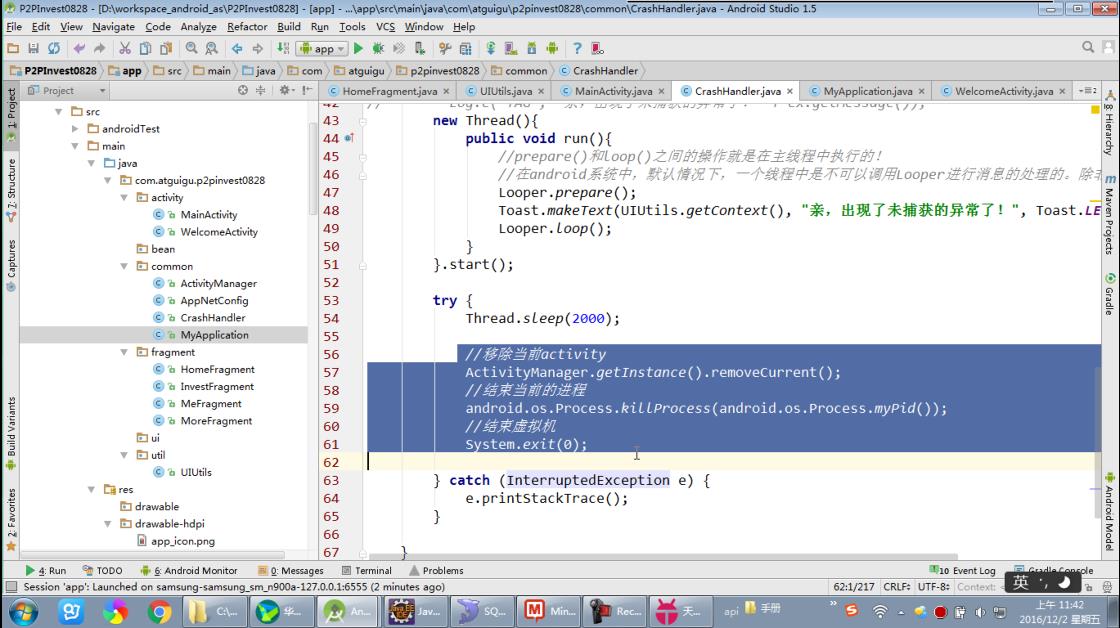 P2PInvest0828 - [D:\workspace_android_as\P2PInvest0828] - [app] - ...\app\src\main\java\com\atguigu\p2pinvest0828\common\CrashHandler.java - Android Studio 1.5
File Edit View Navigate Code Analyze Refactor Build Run Tools VCS Window Help
app
P2PInvest0828 app src main java com atguigu p2pinvest0828 common CrashHandler
Project
HomeFragment.java UIUtils.java MainActivity.java CrashHandler.java MyApplication.java WelcomeActivity.java
src
androidTest
main
java
com.atguigu.p2pinvest0828
activity
MainActivity
WelcomeActivity
bean
common
ActivityManager
AppNetConfig
CrashHandler
MyApplication
fragment
HomeFragment
InvestFragment
MeFragment
MoreFragment
ui
util
UIUtils
res
drawable
drawable-hdpi
app_icon.png
43 new Thread(){
44 public void run(){
45 //prepare()和loop()之间的操作就是在主线程中执行的!
46 //在android系统中，默认情况下，一个线程中是不可以调用Looper进行消息的处理的。除非
47 Looper.prepare();
48 Toast.makeText(UIUtils.getContext(), "亲，出现了未捕获的异常了！", Toast.LE
49 Looper.loop();
50 }
51 }.start();
52
53 try {
54 Thread.sleep(2000);
55
56 //移除当前activity
57 ActivityManager.getInstance().removeCurrent();
58 //结束当前的进程
59 android.os.Process.killProcess(android.os.Process.myPid());
60 //结束虚拟机
61 System.exit(0);
62
63 } catch (InterruptedException e) {
64 e.printStackTrace();
65 }
66
67 }
1: Project
7: Structure
Captures
Build Variants
2: Favorites
8: Hierarchy
Maven Projects
Gradle
Android Model
4: Run TODO 6: Android Monitor 0: Messages Terminal Problems 10 Event Log Gradle Console
Session 'app': Launched on samsung-samsung_sm_n900a-127.0.0.1:6555 (2 minutes ago) 62:1/217 CRLF÷ UTF-8÷ Context:
英
C:\... 华... An... Jav... SQ... Min... Rec... 天... api 手册
上午 11:42
2016/12/2 星期五